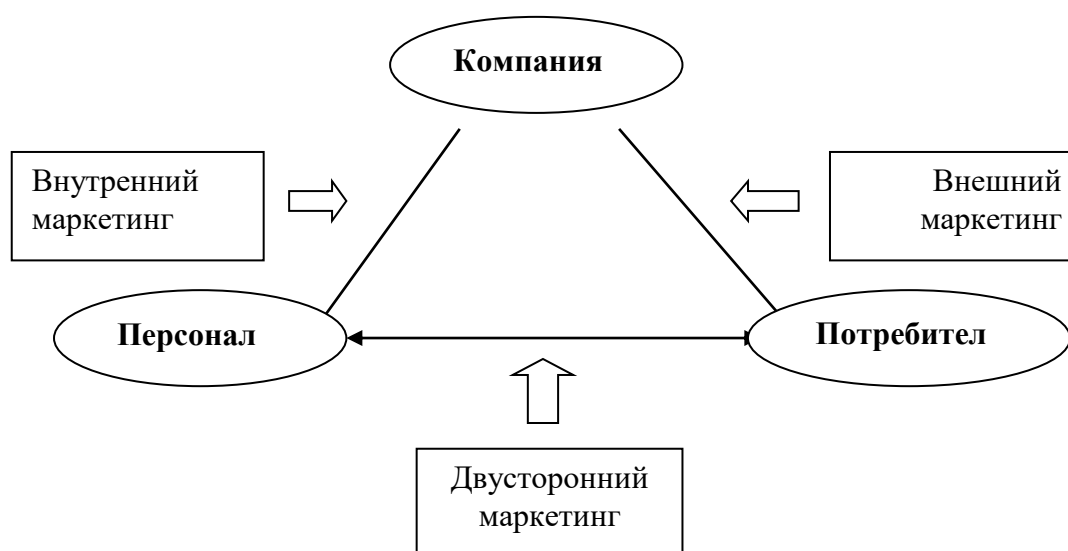 Компания
Внутренний
маркетинг
Внешний
маркетинг
Персонал
Потребител
Двусторонний
маркетинг